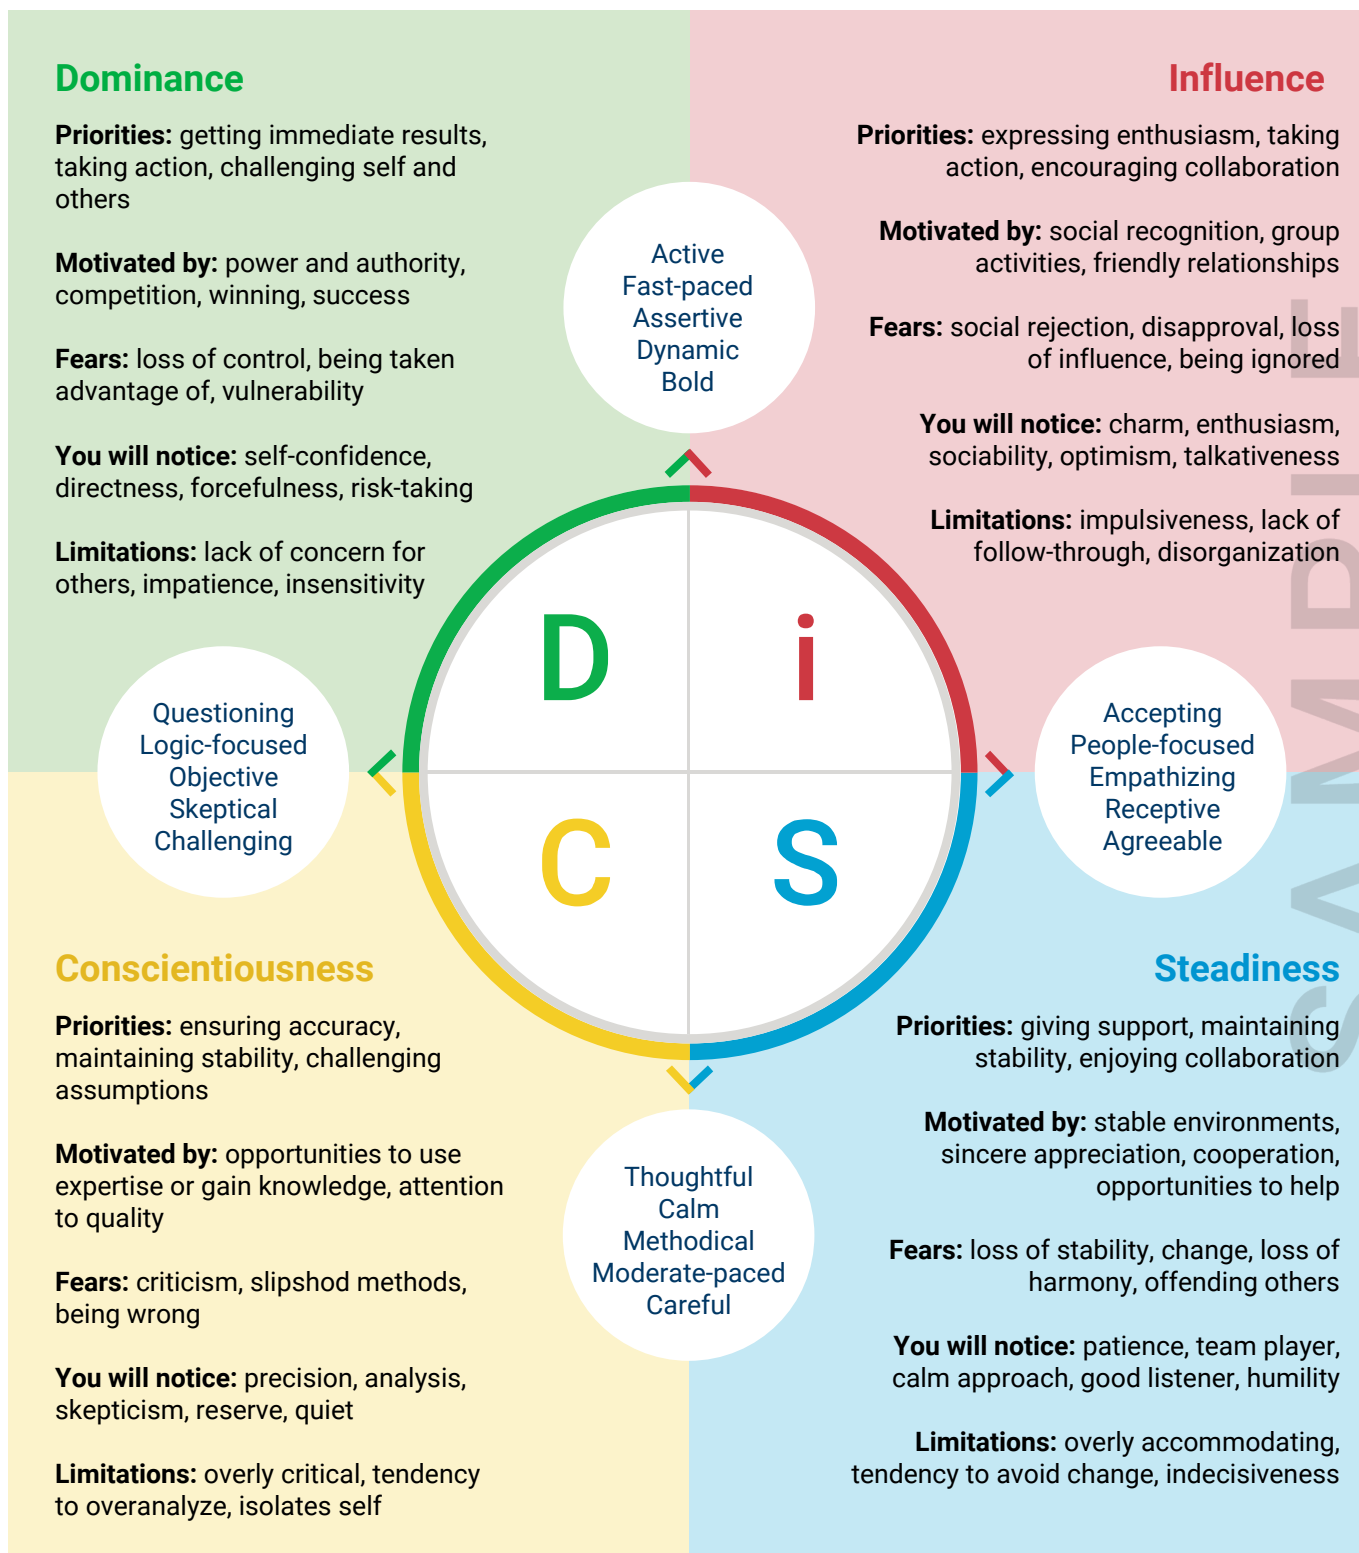 Dominance
Priorities: getting immediate results,
taking action, challenging self and
others
Motivated by: power and authority,
competition, winning, success
Fears: loss of control, being taken
advantage of, vulnerability
You will notice: self-confidence,
directness, forcefulness, risk-taking
Limitations: lack of concern for
others, impatience, insensitivity
Influence
Priorities: expressing enthusiasm, taking
action, encouraging collaboration
Motivated by: social recognition, group
activities, friendly relationships
Fears: social rejection, disapproval, loss
of influence, being ignored
You will notice: charm, enthusiasm,
sociability, optimism, talkativeness
Limitations: impulsiveness, lack of
follow-through, disorganization
Active
Fast-paced
Assertive
Dynamic
Bold
D
i
Questioning
Logic-focused
Objective
Skeptical
Challenging
Accepting
People-focused
Empathizing
Receptive
Agreeable
C
S
Conscientiousness
Priorities: ensuring accuracy,
maintaining stability, challenging
assumptions
Motivated by: opportunities to use
expertise or gain knowledge, attention
to quality
Fears: criticism, slipshod methods,
being wrong
You will notice: precision, analysis,
skepticism, reserve, quiet
Limitations: overly critical, tendency
to overanalyze, isolates self
Steadiness
Priorities: giving support, maintaining
stability, enjoying collaboration
Motivated by: stable environments,
sincere appreciation, cooperation,
opportunities to help
Fears: loss of stability, change, loss of
harmony, offending others
You will notice: patience, team player,
calm approach, good listener, humility
Limitations: overly accommodating,
tendency to avoid change, indecisiveness
Thoughtful
Calm
Methodical
Moderate-paced
Careful
SAMPLE